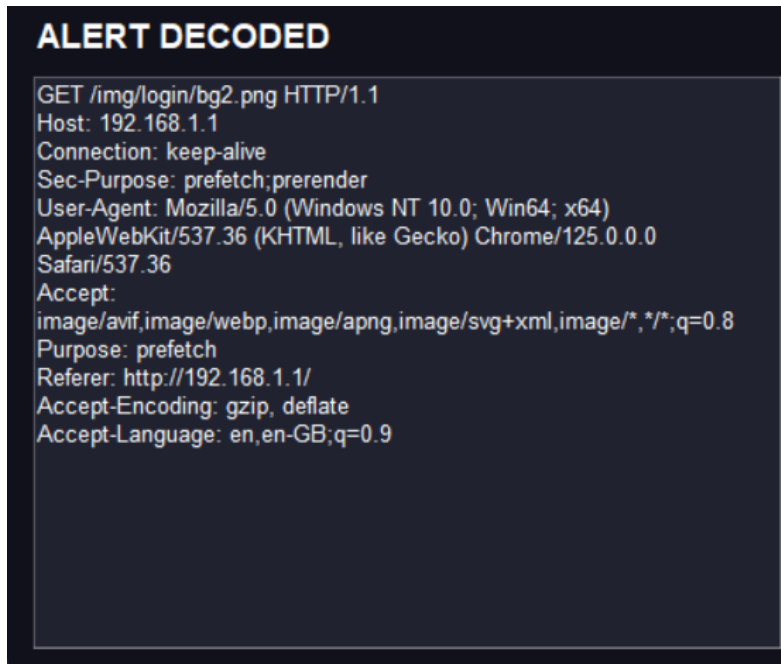 ALERT DECODED
GET /img/login/bg2.png HTTP/1.1
Host: 192.168.1.1
Connection: keep-alive
Sec-Purpose: prefetch;prerender
User-Agent: Mozilla/5.0 (Windows NT 10.0; Win64; x64)
AppleWebKit/537.36 (KHTML, like Gecko) Chrome/125.0.0.0
Safari/537.36
Accept:
image/avif,image/webp,image/apng,image/svg+xml,image/*,*/*;q=0.8
Purpose: prefetch
Referer: http://192.168.1.1/
Accept-Encoding: gzip, deflate
Accept-Language: en,en-GB;q=0.9